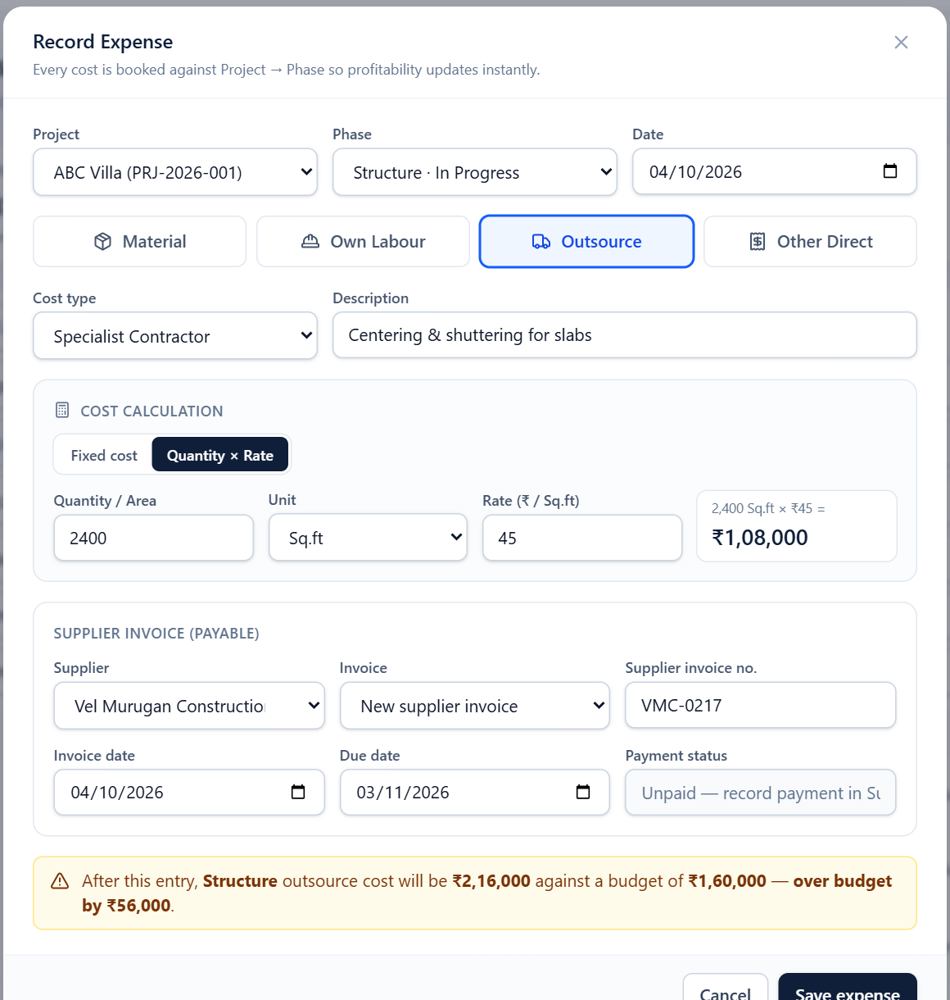 Record Expense
Every cost is booked against Project → Phase so profitability updates instantly.
Project
Phase
Date
ABC Villa (PRJ-2026-001)
Structure · In Progress
04/10/2026
Material
Own Labour
Outsource
Other Direct
Cost type
Description
Specialist Contractor
Centering & shuttering for slabs
COST CALCULATION
Fixed cost
Quantity × Rate
Quantity / Area
Unit
Rate (₹ / Sq.ft)
2,400 Sq.ft × ₹45 =
2400
Sq.ft
45
₹1,08,000
SUPPLIER INVOICE (PAYABLE)
Supplier
Invoice
Supplier invoice no.
Vel Murugan Constructio
New supplier invoice
VMC-0217
Invoice date
Due date
Payment status
04/10/2026
03/11/2026
Unpaid — record payment in Su
After this entry, Structure outsource cost will be ₹2,16,000 against a budget of ₹1,60,000 — over budget
by ₹56,000.
Cancel
Save expense